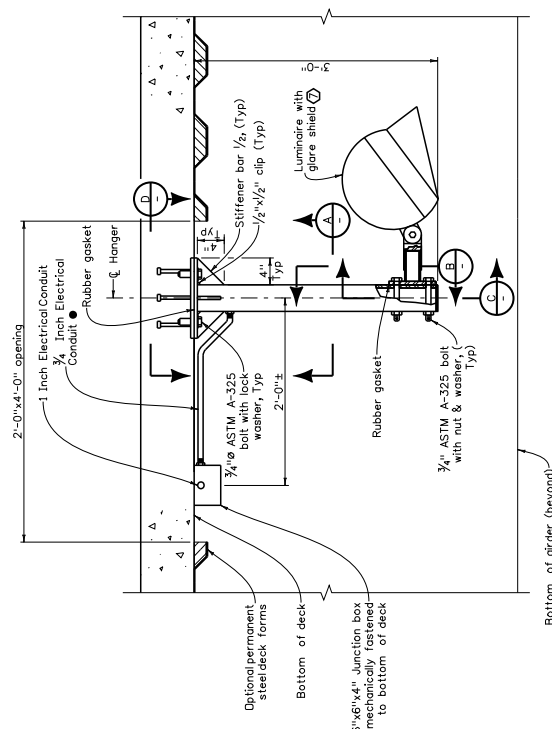 2'-0"x4'-0" opening
1 Inch Electrical Conduit
3/4 Inch Electrical
Conduit ●
Rubber gasket
℄ Hanger
D
-
4"
Typ
4"
Typ
Stiffener bar 1/2, (Typ)
1/2"x1/2" clip (Typ)
3'-0"
Luminaire with
glare shield 7
A
-
B
-
C
-
3/4"Ø ASTM A-325
bolt with lock
washer, Typ
2'-0"±
Rubber gasket
3/4" ASTM A-325 bolt
with nut & washer, (
Typ)
Optional permanent
steel deck forms
Bottom of deck
"x6"x4" Junction box
mechanically fastened
to bottom of deck
Bottom of girder (beyond)